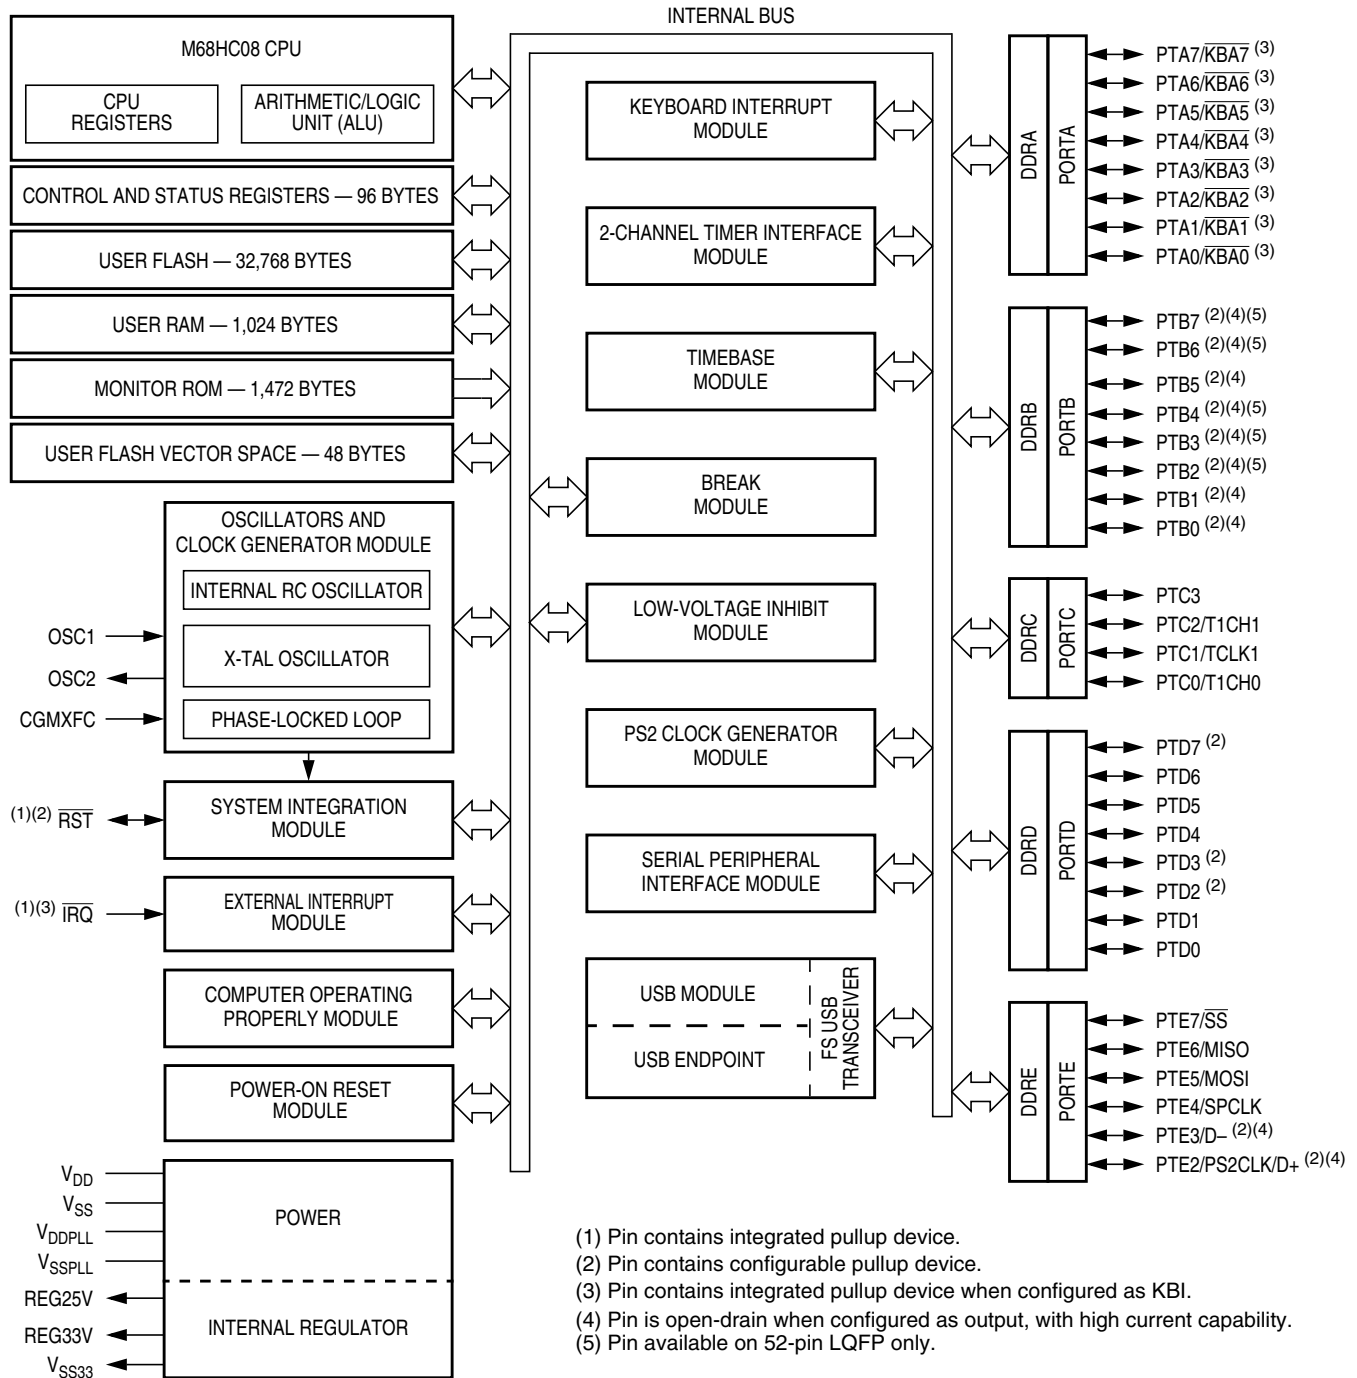 INTERNAL BUS
M68HC08 CPU
CPU
REGISTERS
ARITHMETIC/LOGIC
UNIT (ALU)
CONTROL AND STATUS REGISTERS — 96 BYTES
USER FLASH — 32,768 BYTES
USER RAM — 1,024 BYTES
MONITOR ROM — 1,472 BYTES
USER FLASH VECTOR SPACE — 48 BYTES
OSCILLATORS AND
CLOCK GENERATOR MODULE
INTERNAL RC OSCILLATOR
X-TAL OSCILLATOR
PHASE-LOCKED LOOP
OSC1
OSC2
CGMXFC
(1)(2) RST
SYSTEM INTEGRATION
MODULE
(1)(3) IRQ
EXTERNAL INTERRUPT
MODULE
COMPUTER OPERATING
PROPERLY MODULE
POWER-ON RESET
MODULE
VDD
VSS
VDDPLL
VSSPLL
REG25V
REG33V
VSS33
POWER
INTERNAL REGULATOR
KEYBOARD INTERRUPT
MODULE
2-CHANNEL TIMER INTERFACE
MODULE
TIMEBASE
MODULE
BREAK
MODULE
LOW-VOLTAGE INHIBIT
MODULE
PS2 CLOCK GENERATOR
MODULE
SERIAL PERIPHERAL
INTERFACE MODULE
USB MODULE
USB ENDPOINT
FS USB
TRANSCEIVER
DDRA
PORTA
PTA7/KBA7 (3)
PTA6/KBA6 (3)
PTA5/KBA5 (3)
PTA4/KBA4 (3)
PTA3/KBA3 (3)
PTA2/KBA2 (3)
PTA1/KBA1 (3)
PTA0/KBA0 (3)
DDRB
PORTB
PTB7 (2)(4)(5)
PTB6 (2)(4)(5)
PTB5 (2)(4)
PTB4 (2)(4)(5)
PTB3 (2)(4)(5)
PTB2 (2)(4)(5)
PTB1 (2)(4)
PTB0 (2)(4)
DDRC
PORTC
PTC3
PTC2/T1CH1
PTC1/TCLK1
PTC0/T1CH0
DDRD
PORTD
PTD7 (2)
PTD6
PTD5
PTD4
PTD3 (2)
PTD2 (2)
PTD1
PTD0
DDRE
PORTE
PTE7/SS
PTE6/MISO
PTE5/MOSI
PTE4/SPCLK
PTE3/D– (2)(4)
PTE2/PS2CLK/D+ (2)(4)
(1) Pin contains integrated pullup device.
(2) Pin contains configurable pullup device.
(3) Pin contains integrated pullup device when configured as KBI.
(4) Pin is open-drain when configured as output, with high current capability.
(5) Pin available on 52-pin LQFP only.